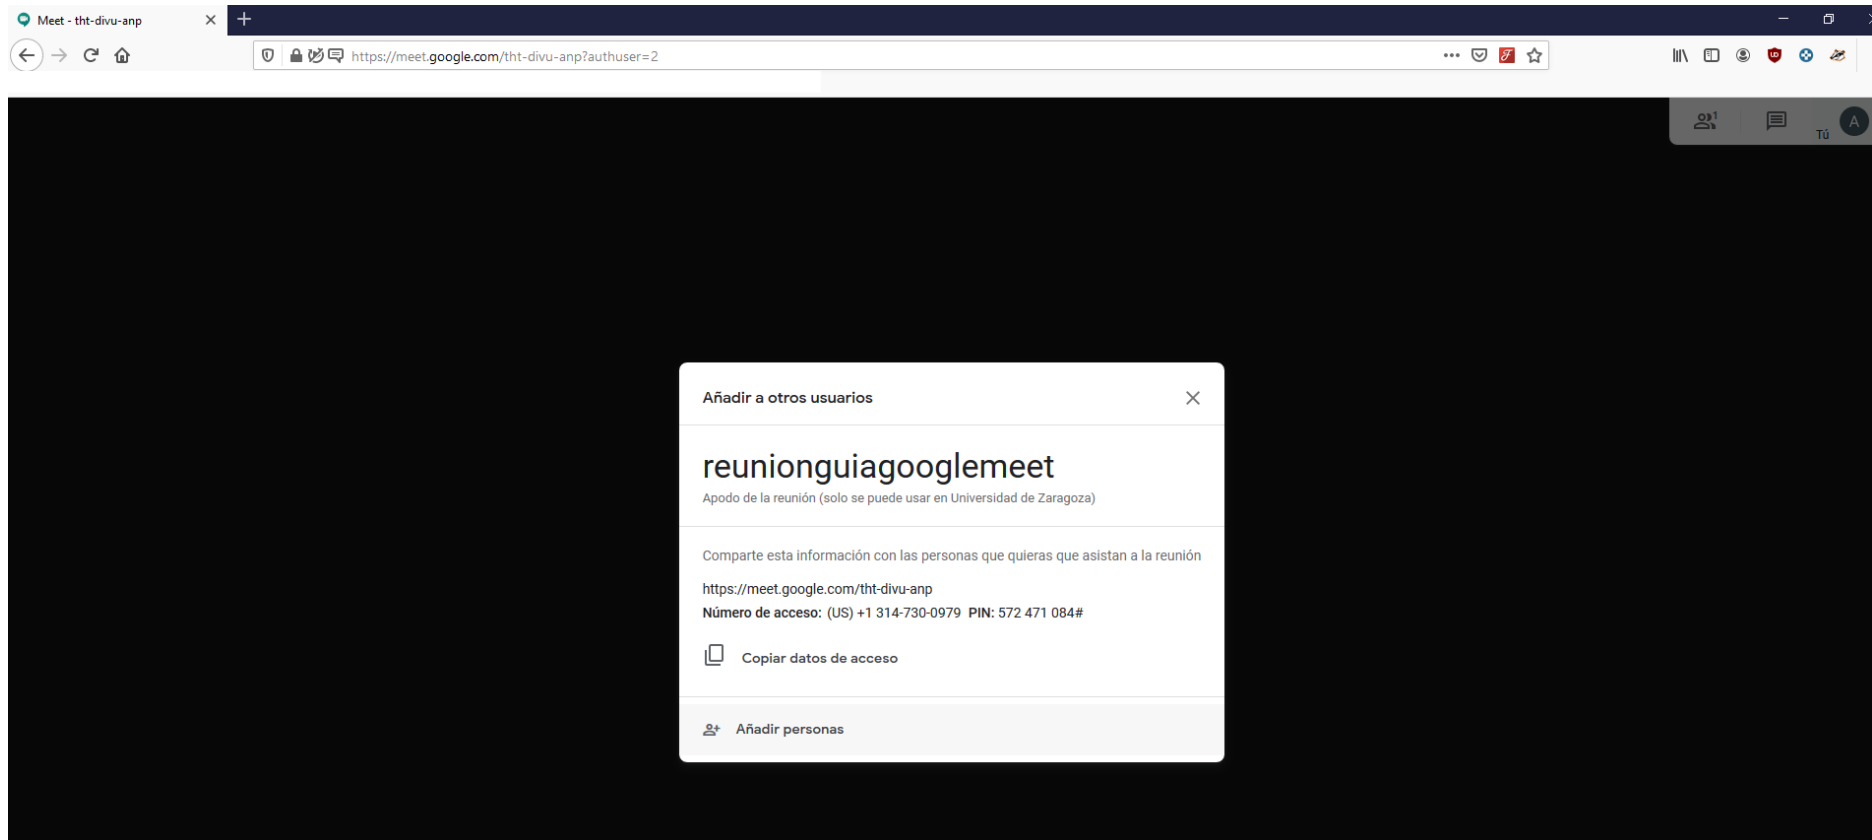 Meet - tht-divu-anp
https://meet.google.com/tht-divu-anp?authuser=2
1
Tú
A
Añadir a otros usuarios
reunionguiagooglemeet
Apodo de la reunión (solo se puede usar en Universidad de Zaragoza)
Comparte esta información con las personas que quieras que asistan a la reunión
https://meet.google.com/tht-divu-anp
Número de acceso: (US) +1 314-730-0979 PIN: 572 471 084#
Copiar datos de acceso
Añadir personas